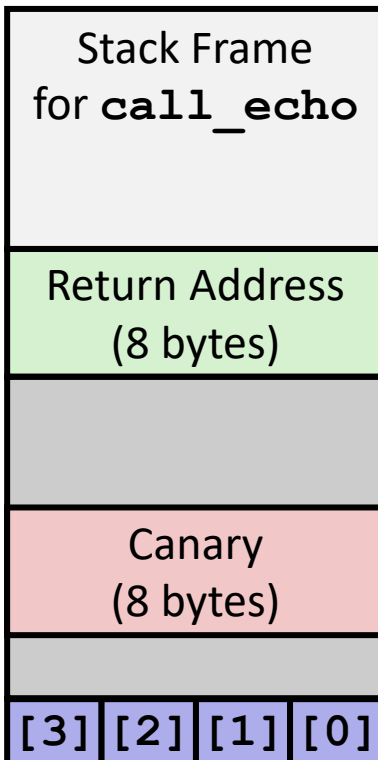 Stack Frame
for call_echo
Return Address
(8 bytes)
Canary
(8 bytes)
[3] [2] [1] [0]